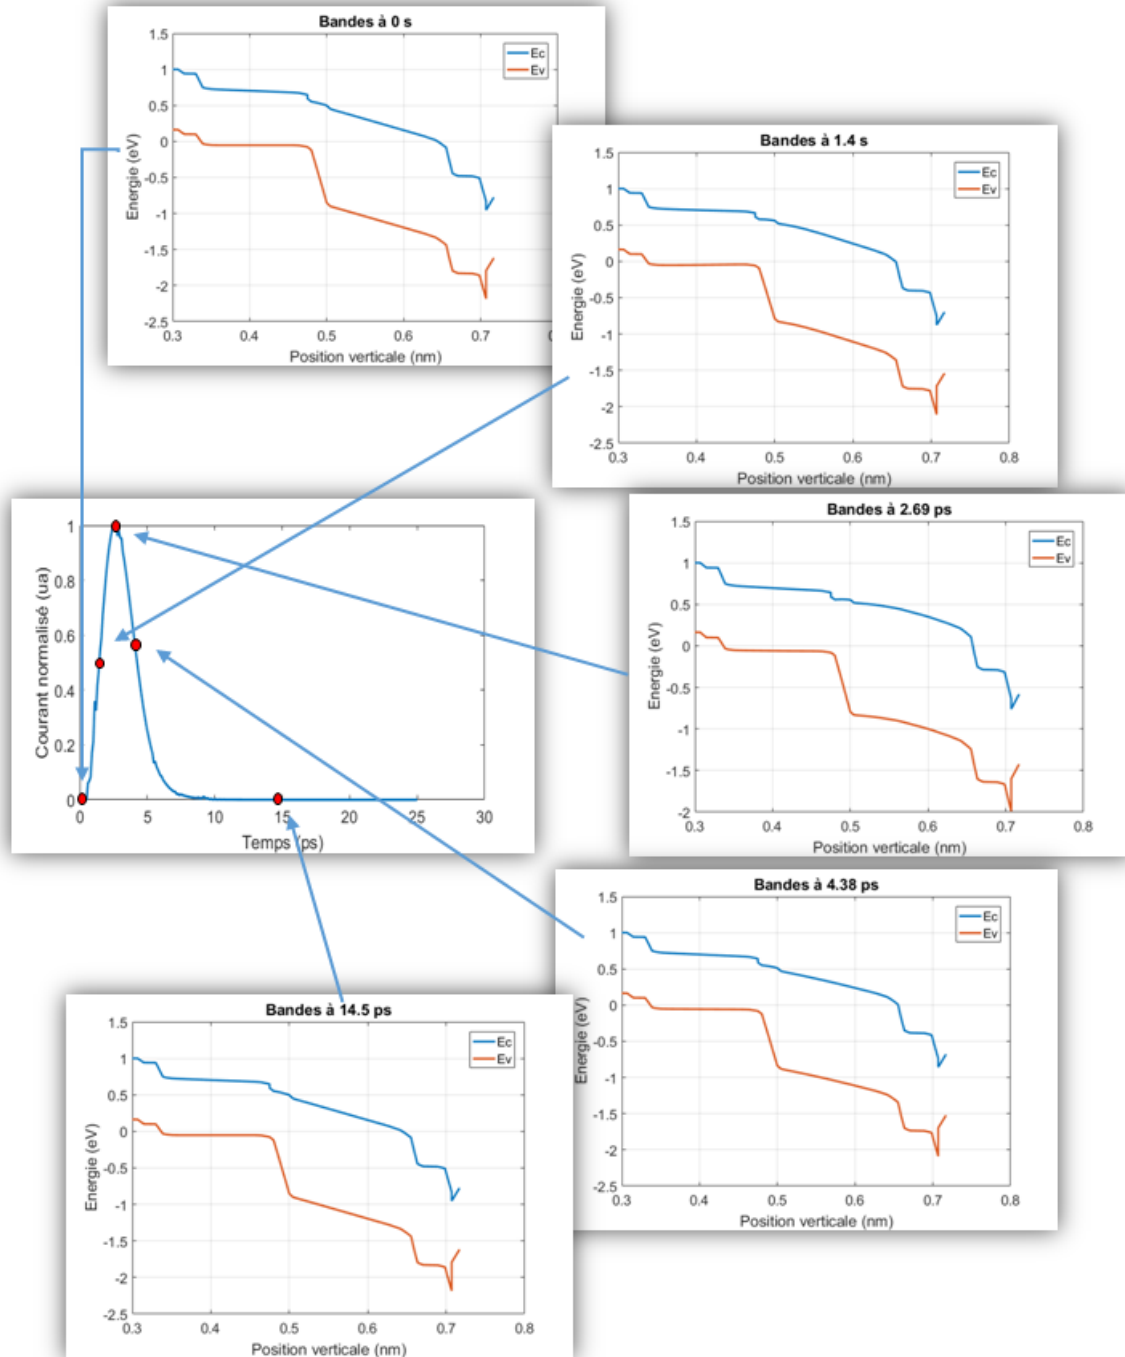 Bandes à 0 s
1.5
1
0.5
0
-0.5
-1
-1.5
-2
-2.5
Energie (eV)
Ec
Ev
0.3 0.4 0.5 0.6 0.7
Position verticale (nm)
Bandes à 1.4 s
1.5
1
0.5
0
-0.5
-1
-1.5
-2
-2.5
Energie (eV)
Ec
Ev
0.3 0.4 0.5 0.6 0.7 0.8
Position verticale (nm)
Bandes à 2.69 ps
1.5
1
0.5
0
-0.5
-1
-1.5
-2
Energie (eV)
Ec
Ev
0.3 0.4 0.5 0.6 0.7 0.8
Position verticale (nm)
1
0.8
0.6
0.4
0.2
0
Courant normalisé (ua)
0 5 10 15 20 25 30
Temps (ps)
Bandes à 4.38 ps
1.5
1
0.5
0
-0.5
-1
-1.5
-2
-2.5
Energie (eV)
Ec
Ev
0.3 0.4 0.5 0.6 0.7 0.8
Position verticale (nm)
Bandes à 14.5 ps
1.5
1
0.5
0
-0.5
-1
-1.5
-2
-2.5
Energie (eV)
Ec
Ev
0.3 0.4 0.5 0.6 0.7 0.8
Position verticale (nm)